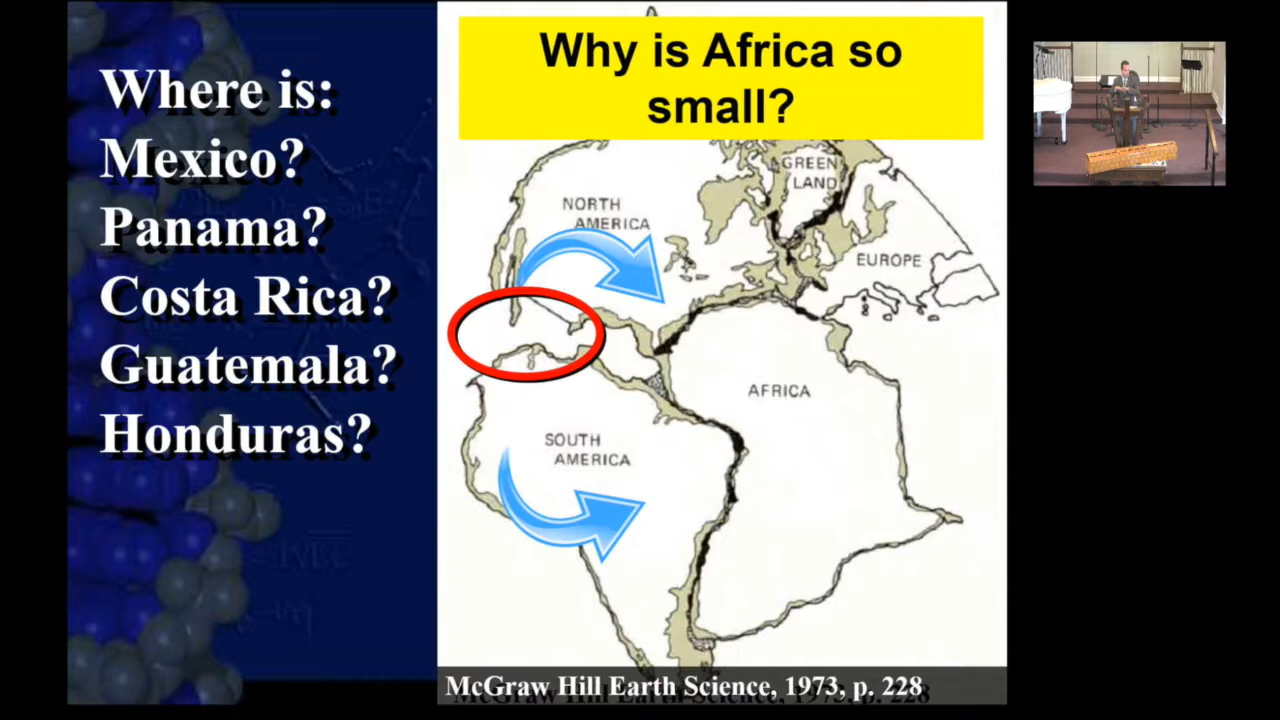 Where is:
Mexico?
Panama?
Costa Rica?
Guatemala?
Honduras?
Why is Africa so
small?
GREEN
LAND
NORTH
AMERICA
EUROPE
AFRICA
SOUTH
AMERICA
McGraw Hill Earth Science, 1973, p. 228